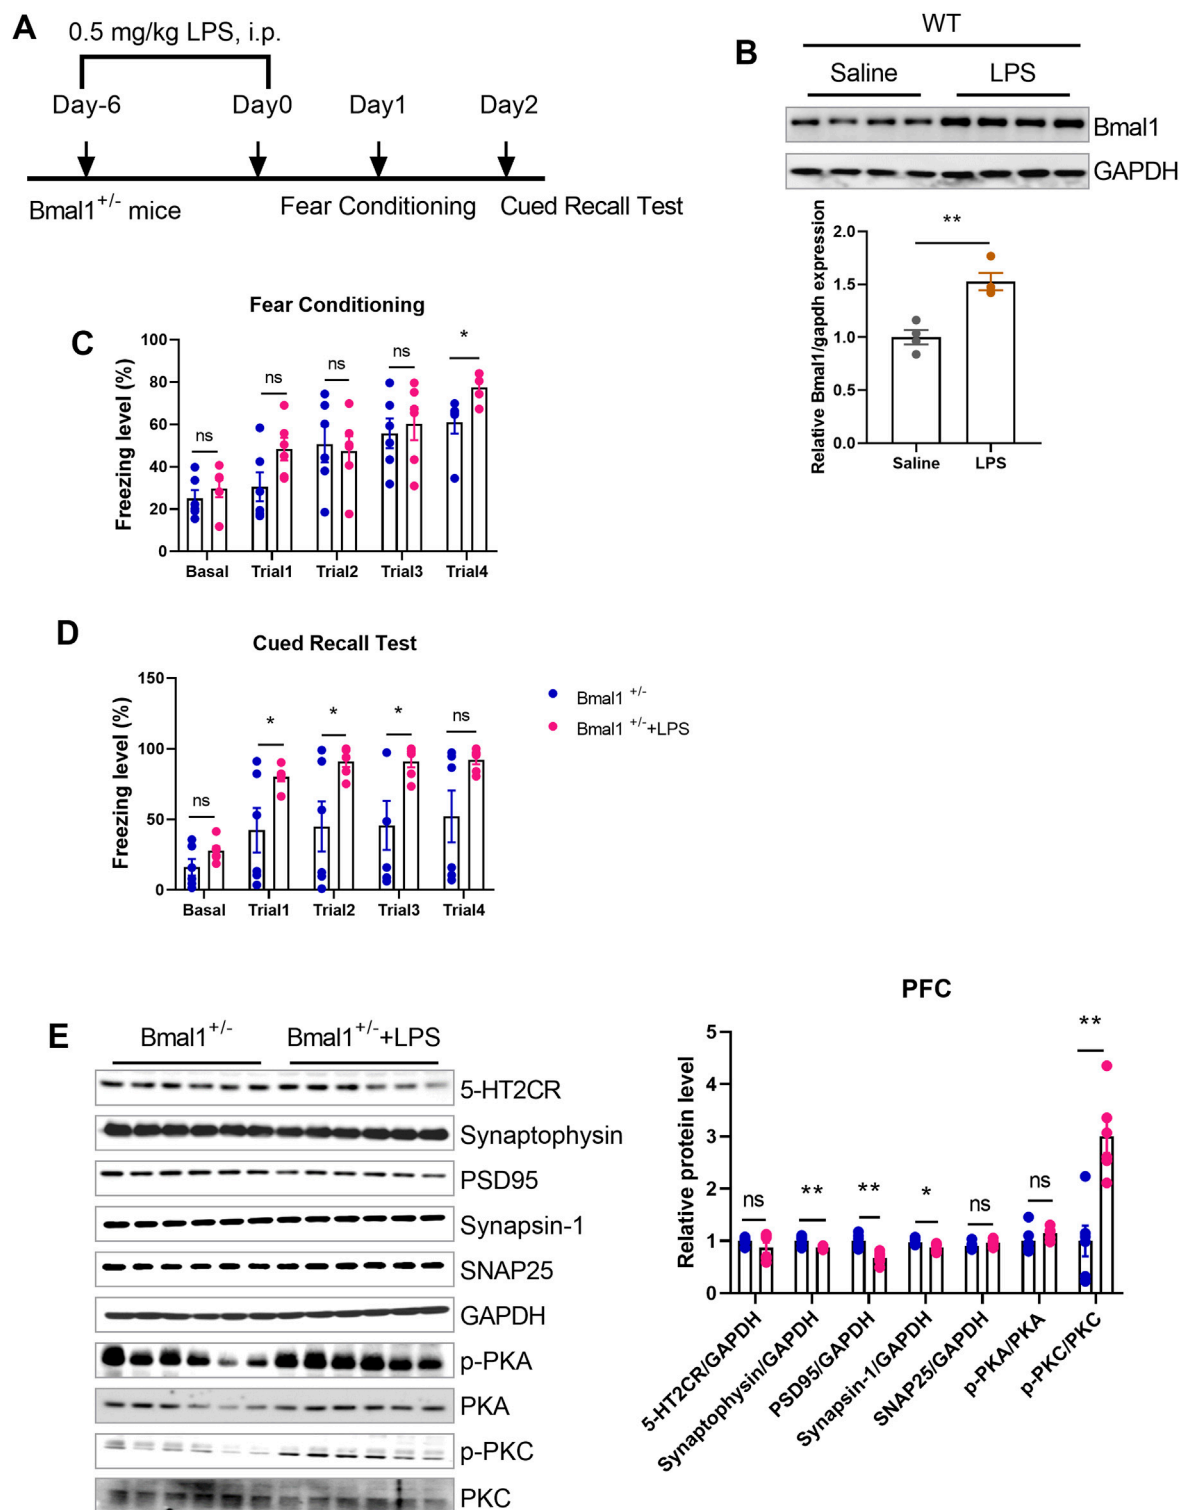 A
0.5 mg/kg LPS, i.p.
Day-6 Day0 Day1 Day2
Bmal1+/- mice Fear Conditioning Cued Recall Test
B
WT
Saline LPS
Bmal1
GAPDH
Relative Bmal1/gapdh expression
2.0
1.5
1.0
0.5
0.0
**
Saline LPS
C
Fear Conditioning
Freezing level (%)
100
80
60
40
20
0
ns ns ns ns *
Basal Trial1 Trial2 Trial3 Trial4
D
Cued Recall Test
Freezing level (%)
150
100
50
0
ns * * * ns
Basal Trial1 Trial2 Trial3 Trial4
Bmal1 +/-
Bmal1 +/-+LPS
E
Bmal1+/- Bmal1+/-+LPS
5-HT2CR
Synaptophysin
PSD95
Synapsin-1
SNAP25
GAPDH
p-PKA
PKA
p-PKC
PKC
PFC
Relative protein level
5
4
3
2
1
0
ns ** ** * ns ns **
5-HT2CR/GAPDH
Synaptophysin/GAPDH
PSD95/GAPDH
Synapsin-1/GAPDH
SNAP25/GAPDH
p-PKA/PKA
p-PKC/PKC